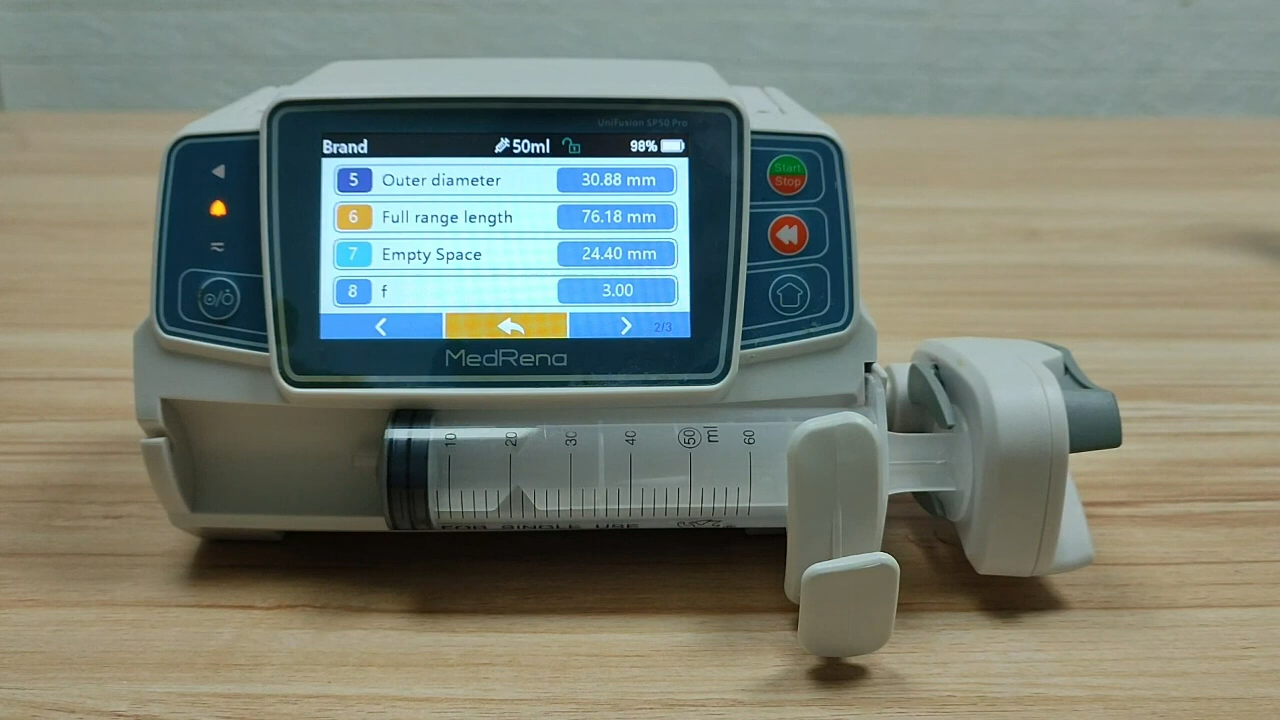 UniFusion SP50 Pro
Brand 50ml 98%
5 Outer diameter 30.88 mm
6 Full range length 76.18 mm
7 Empty Space 24.40 mm
8 f 3.00
2/3
MedRena
Start
Stop
10 20 30 40 50 ml 60
FOR SINGLE USE